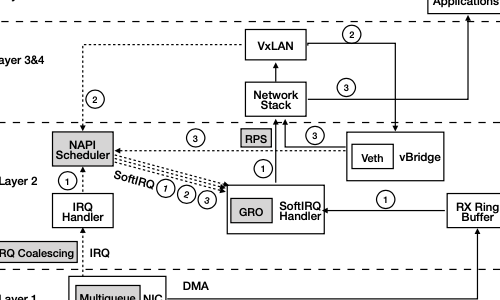 Applications
VxLAN
2
ayer 3&4
3
Network
Stack
2
3
RPS
3
NAPI
Scheduler
Veth
vBridge
1
1
SoftIRQ
1
2
3
Layer 2
IRQ
Handler
GRO
SoftIRQ
Handler
1
RX Ring
Buffer
RQ Coalescing
IRQ
DMA
Multiqueue
NIC
Layer 1